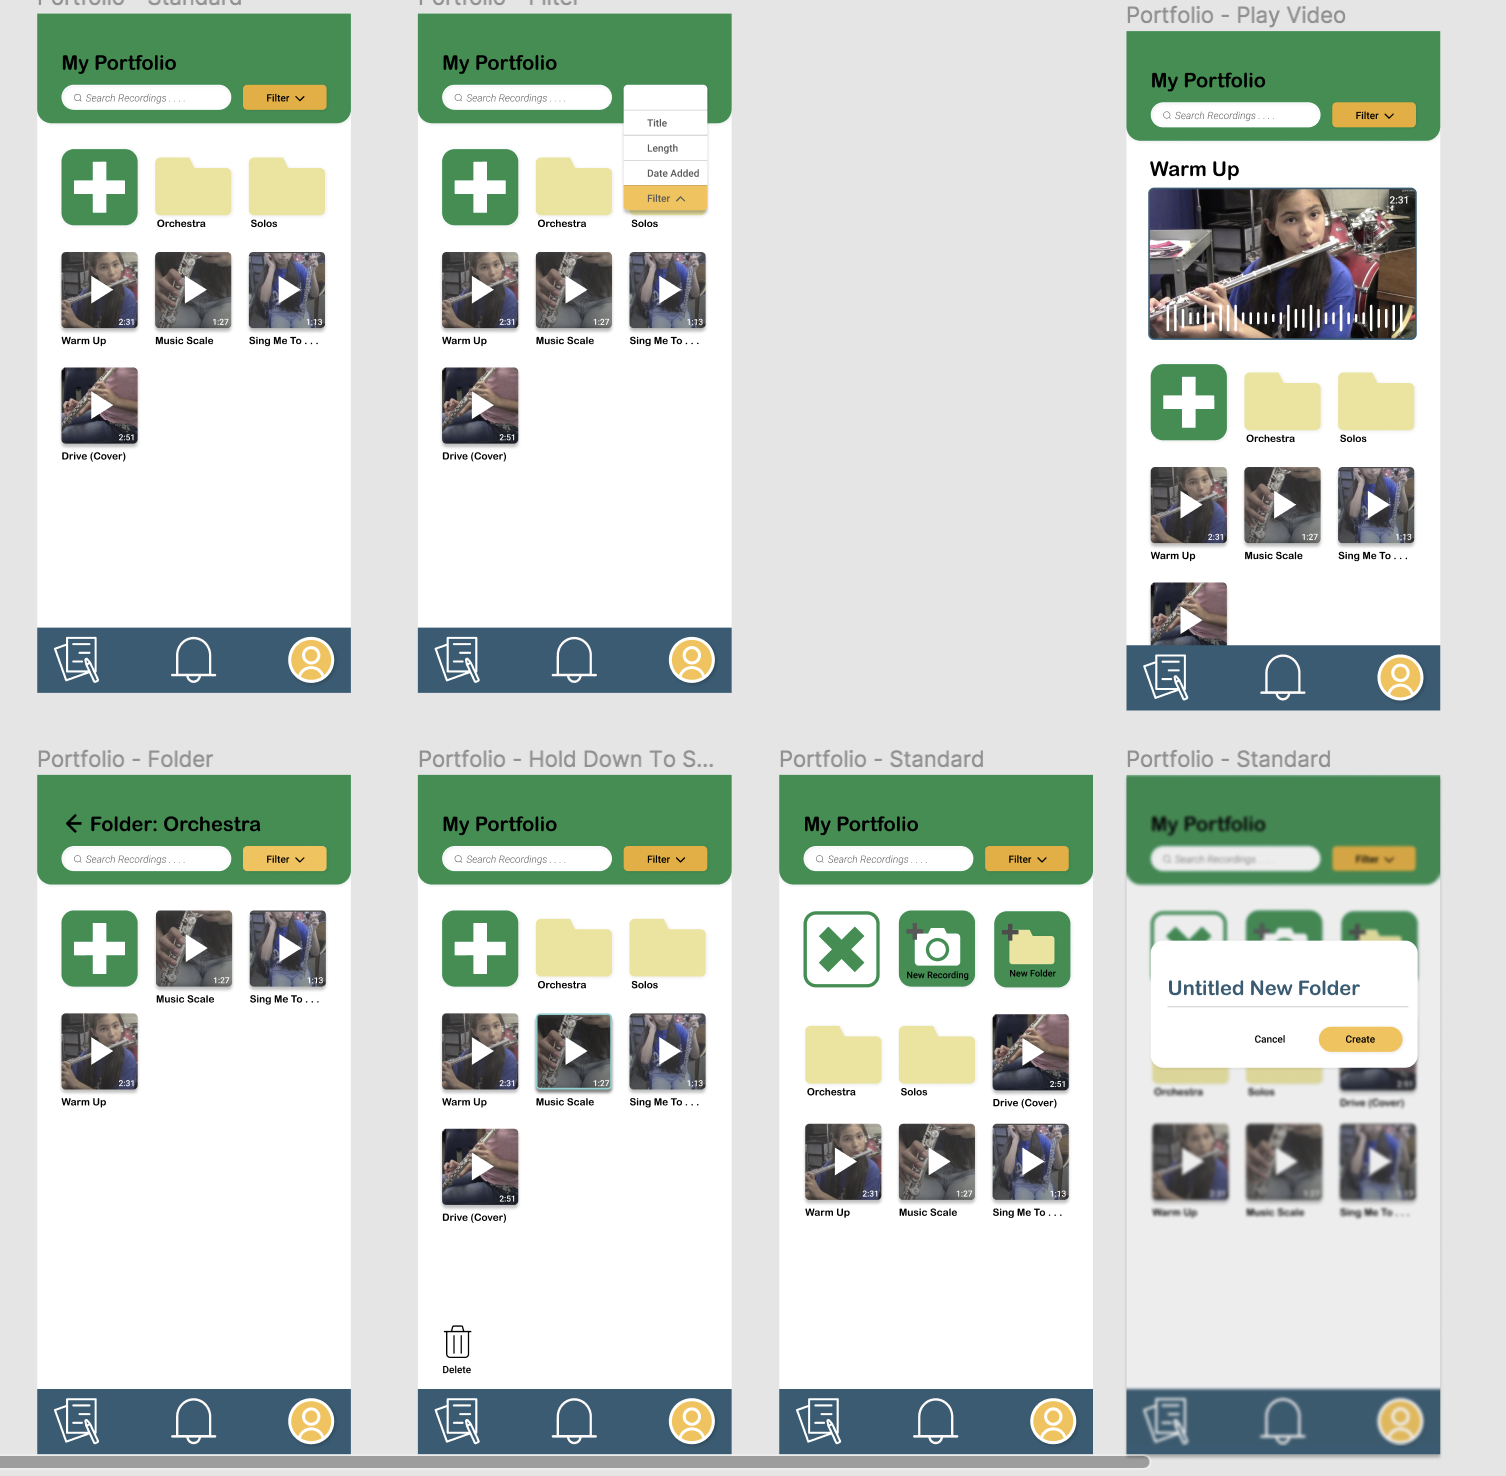 Portfolio - Standard
My Portfolio
Search Recordings . . . .
Filter
Orchestra
Solos
2:31
1:27
1:13
Warm Up
Music Scale
Sing Me To . . .
2:51
Drive (Cover)
Portfolio - Filter
My Portfolio
Search Recordings . . . .
Title
Length
Date Added
Filter
Orchestra
Solos
2:31
1:27
1:13
Warm Up
Music Scale
Sing Me To . . .
2:51
Drive (Cover)
Portfolio - Play Video
My Portfolio
Search Recordings . . . .
Filter
Warm Up
2:31
Orchestra
Solos
2:31
1:27
1:13
Warm Up
Music Scale
Sing Me To . . .
Portfolio - Folder
Folder: Orchestra
Search Recordings . . . .
Filter
1:27
1:13
Music Scale
Sing Me To . . .
2:31
Warm Up
Portfolio - Hold Down To S...
My Portfolio
Search Recordings . . . .
Filter
Orchestra
Solos
2:31
1:27
1:13
Warm Up
Music Scale
Sing Me To . . .
2:51
Drive (Cover)
Delete
Portfolio - Standard
My Portfolio
Search Recordings . . . .
Filter
New Recording
New Folder
Orchestra
Solos
2:51
Drive (Cover)
2:31
1:27
1:13
Warm Up
Music Scale
Sing Me To . . .
Portfolio - Standard
My Portfolio
Search Recordings . . . .
Filter
Untitled New Folder
Cancel
Create
Orchestra
Solos
Drive (Cover)
Warm Up
Music Scale
Sing Me To . . .